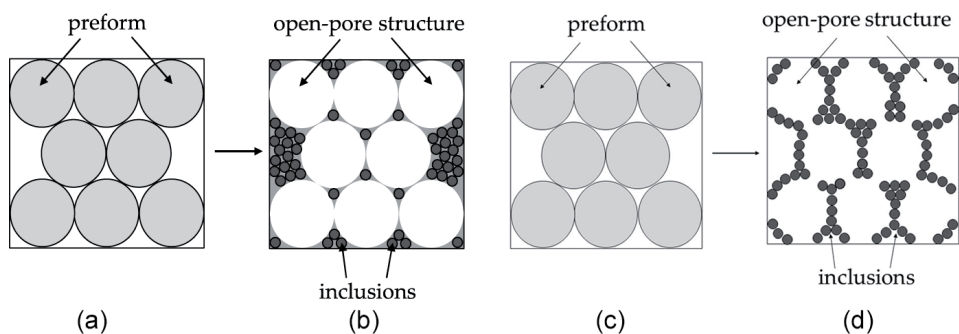 preform
open-pore structure
preform
open-pore structure
inclusions
inclusions
(a)
(b)
(c)
(d)